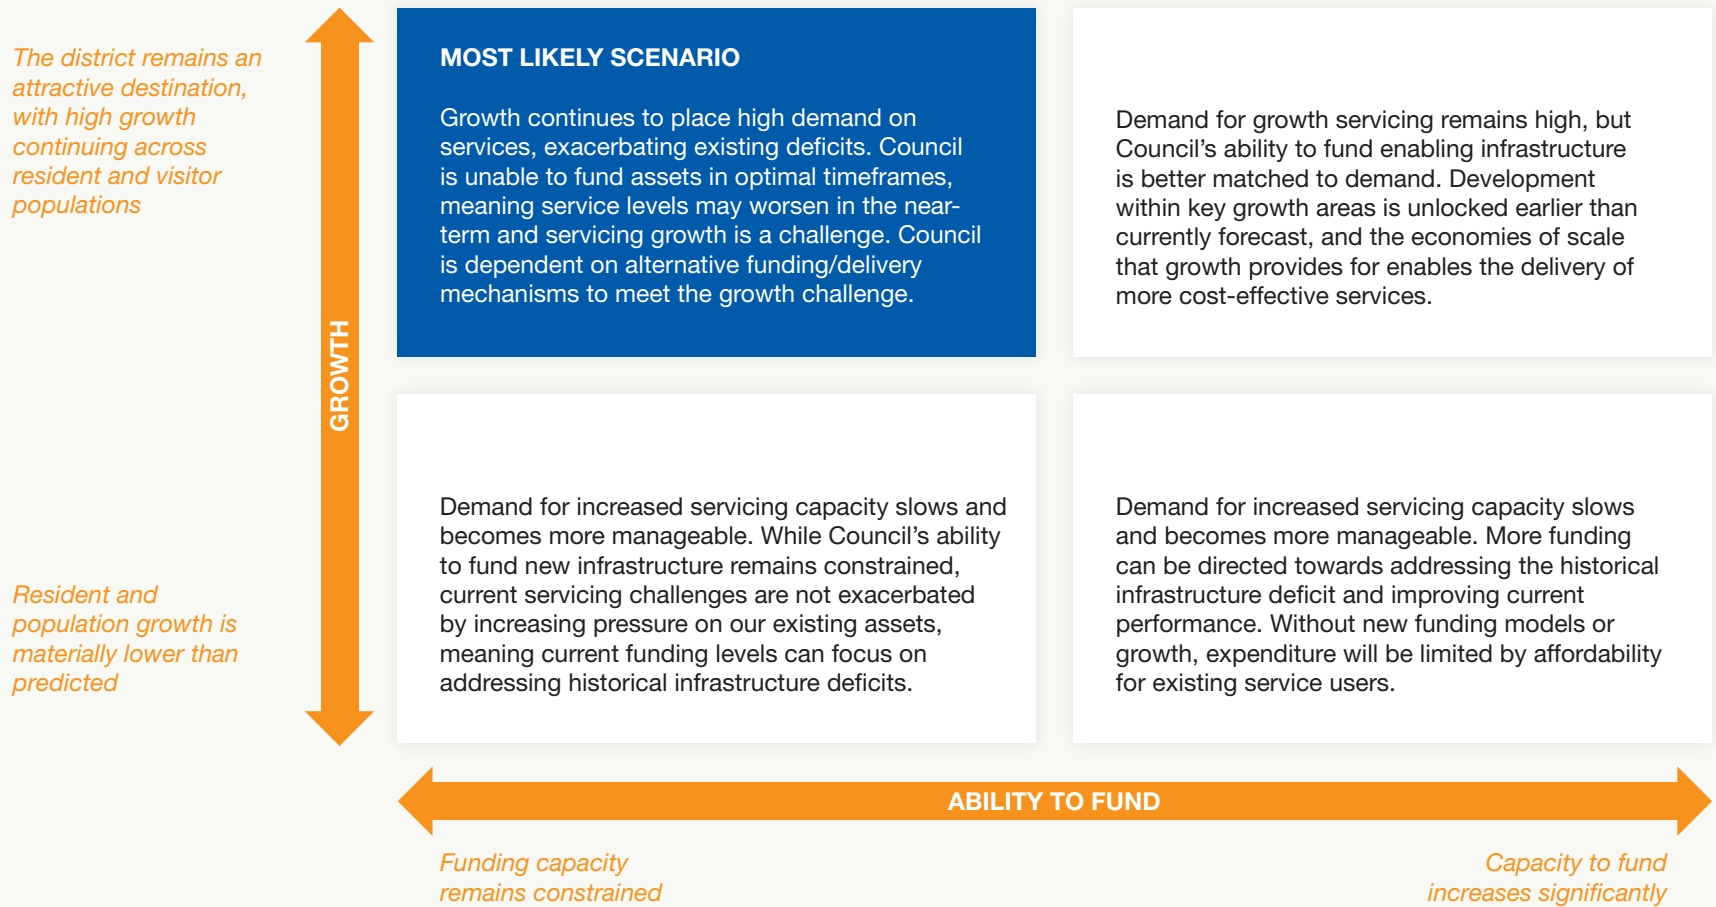 The district remains an
attractive destination,
with high growth
continuing across
resident and visitor
populations
GROWTH
Resident and
population growth is
materially lower than
predicted
MOST LIKELY SCENARIO
Growth continues to place high demand on
services, exacerbating existing deficits. Council
is unable to fund assets in optimal timeframes,
meaning service levels may worsen in the near-
term and servicing growth is a challenge. Council
is dependent on alternative funding/delivery
mechanisms to meet the growth challenge.
Demand for growth servicing remains high, but
Council’s ability to fund enabling infrastructure
is better matched to demand. Development
within key growth areas is unlocked earlier than
currently forecast, and the economies of scale
that growth provides for enables the delivery of
more cost-effective services.
Demand for increased servicing capacity slows and
becomes more manageable. While Council’s ability
to fund new infrastructure remains constrained,
current servicing challenges are not exacerbated
by increasing pressure on our existing assets,
meaning current funding levels can focus on
addressing historical infrastructure deficits.
Demand for increased servicing capacity slows
and becomes more manageable. More funding
can be directed towards addressing the historical
infrastructure deficit and improving current
performance. Without new funding models or
growth, expenditure will be limited by affordability
for existing service users.
ABILITY TO FUND
Funding capacity
remains constrained
Capacity to fund
increases significantly